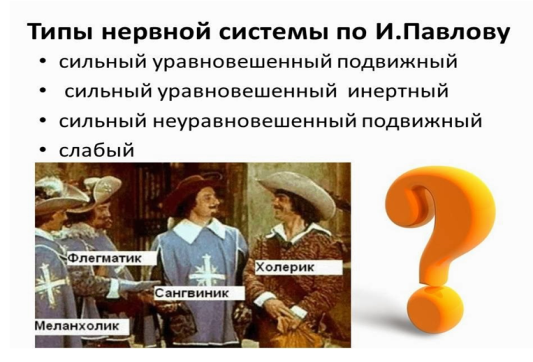 Типы нервной системы по И.Павлову
• сильный уравновешенный подвижный
• сильный уравновешенный инертный
• сильный неуравновешенный подвижный
• слабый
Флегматик
Холерик
Сангвиник
Меланхолик
?